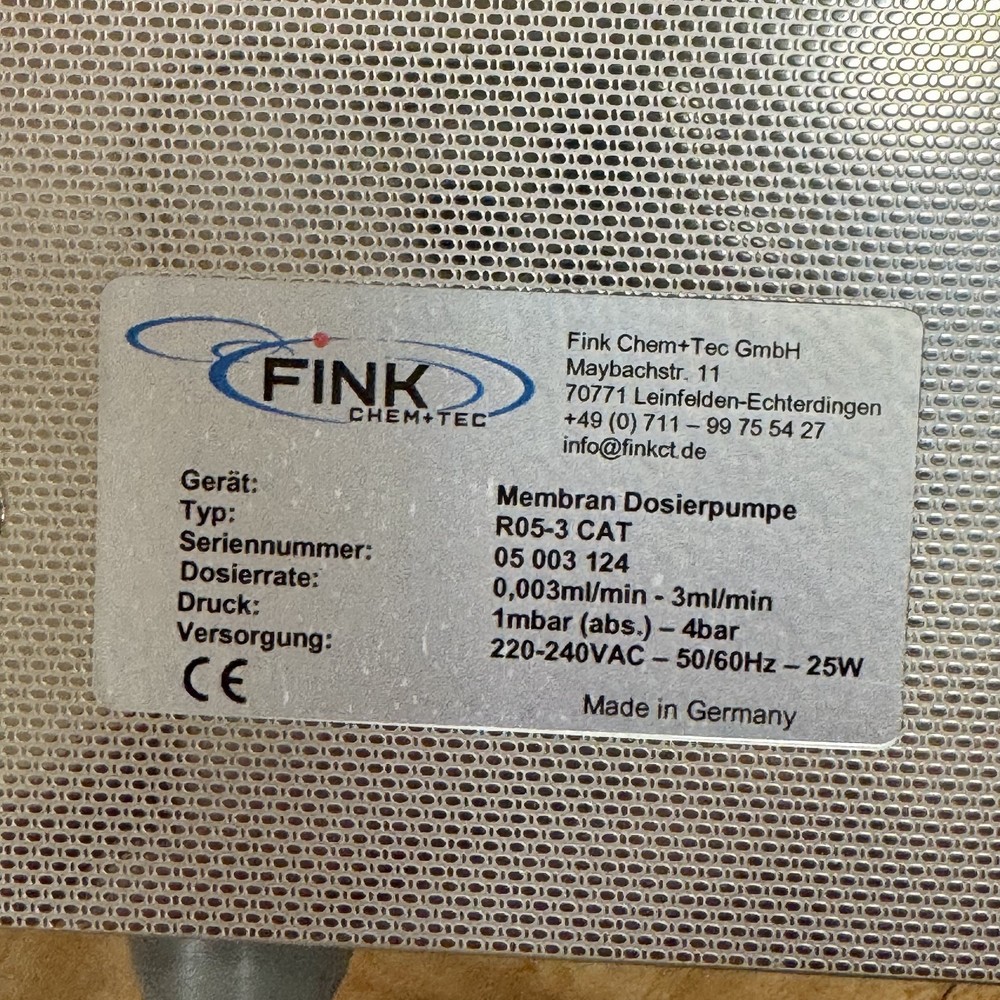 FINK
CHEM+TEC
Fink Chem+Tec GmbH
Maybachstr. 11
70771 Leinfelden-Echterdingen
+49 (0) 711 – 99 75 54 27
info@finkct.de
Gerät: Membran Dosierpumpe
Typ: R05-3 CAT
Seriennummer: 05 003 124
Dosierrate: 0,003ml/min - 3ml/min
Druck: 1mbar (abs.) – 4bar
Versorgung: 220-240VAC – 50/60Hz – 25W
CE
Made in Germany